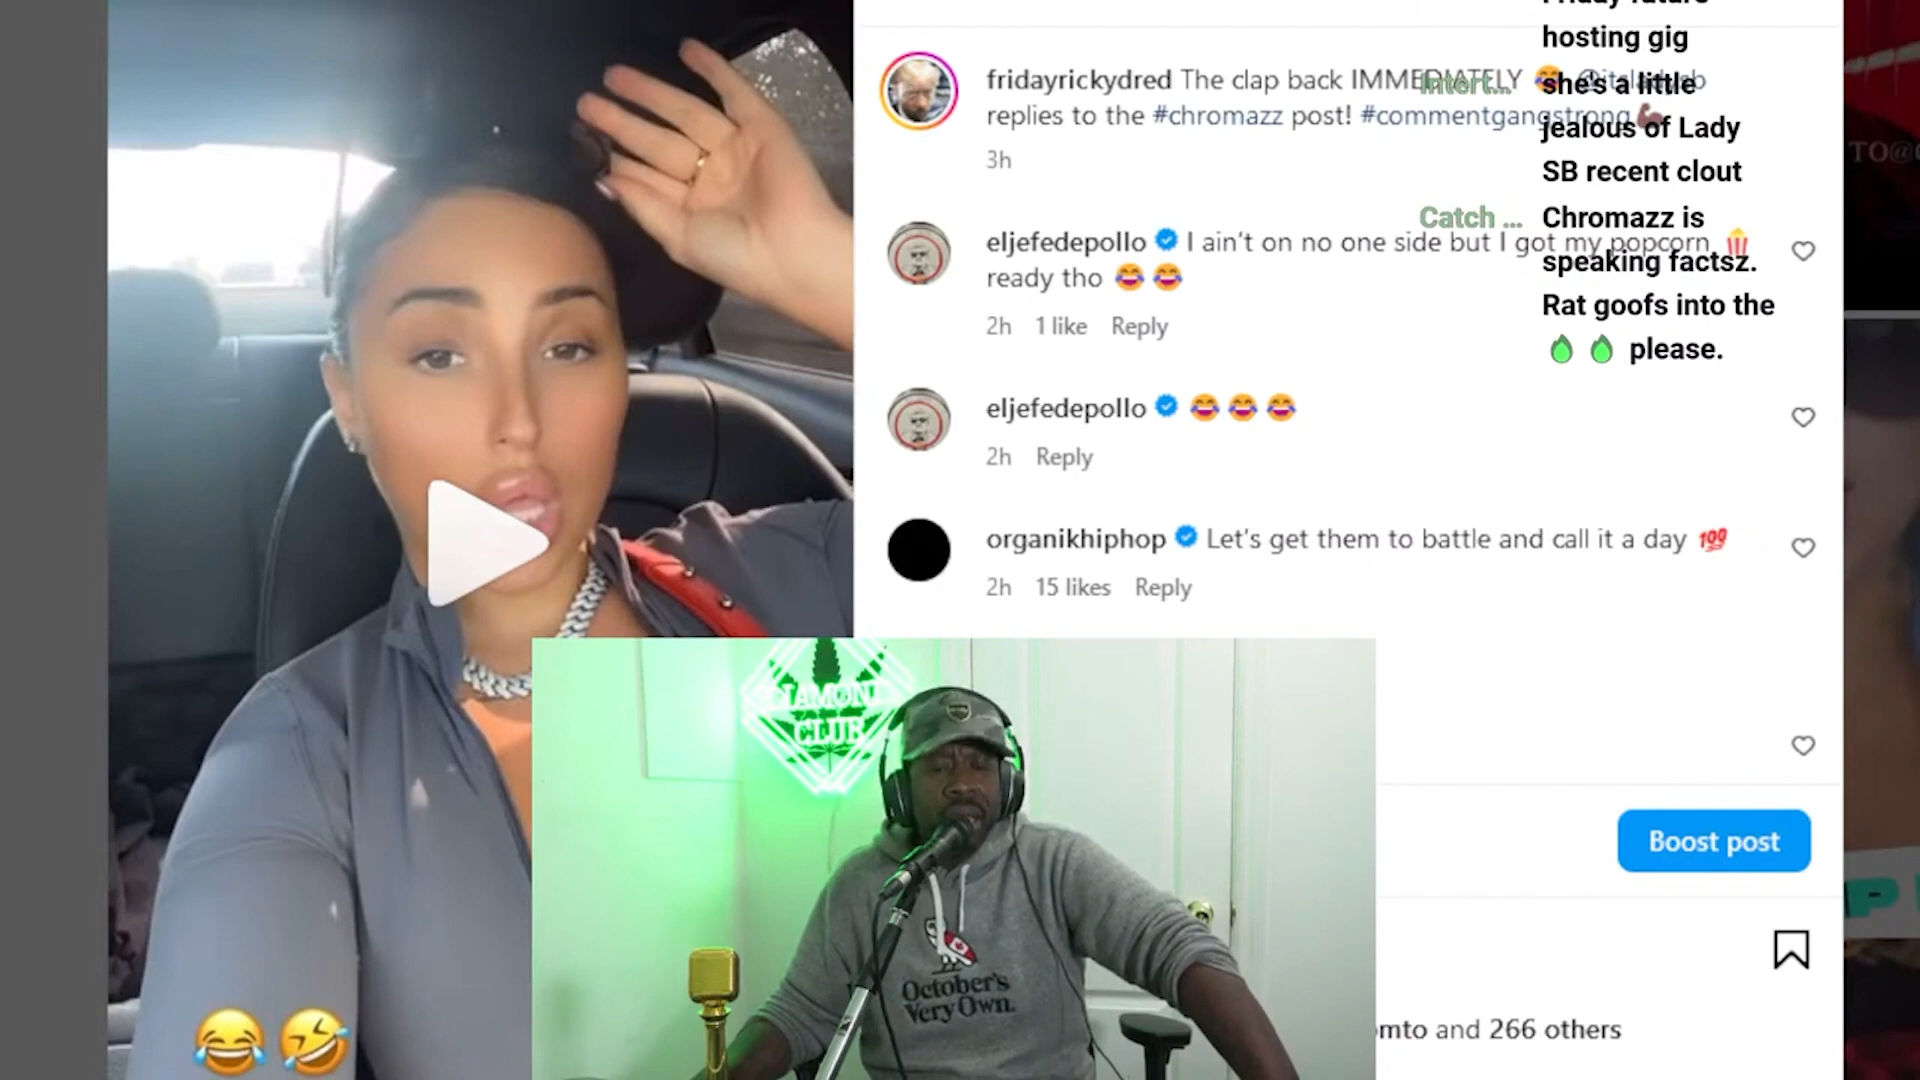 fridayrickydred The clap back IMMEDIATELY 😂
replies to the #chromazz post! #commentgangstrong💪🏿
3h
eljefedepollo I ain't on no one side but I got my popcorn 🍿
ready tho 😂😂
2h 1 like Reply
eljefedepollo 😂😂😂
2h Reply
organikhiphop Let's get them to battle and call it a day 💯
2h 15 likes Reply
hosting gig
she's a little
jealous of Lady
SB recent clout
Catch ... Chromazz is
speaking factsz.
Rat goofs into the
please.
CLUB
October's
Very Own.
Boost post
and 266 others